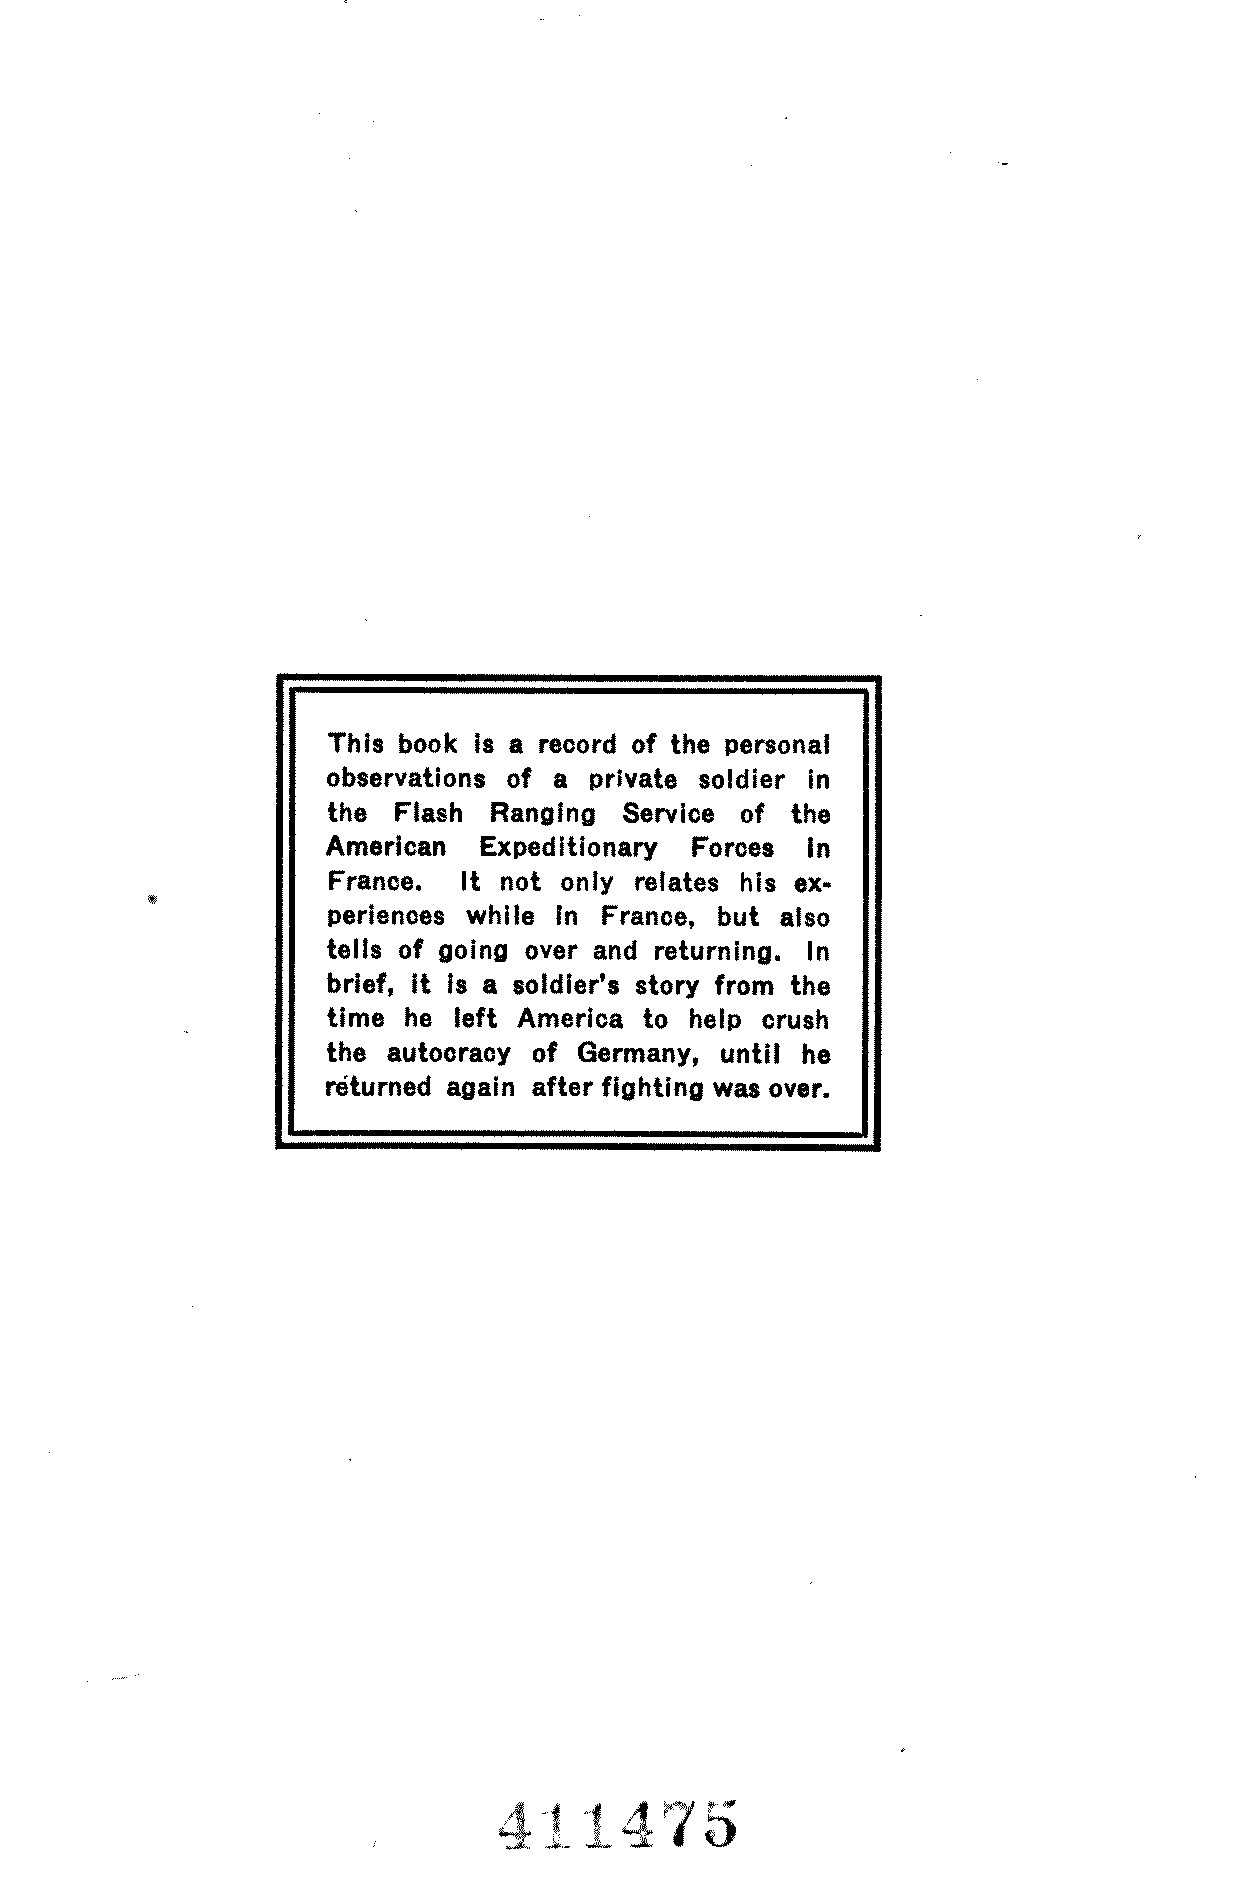 This book is a record of the personal
observations of a private soldier in
the Flash Ranging Service of the
American Expeditionary Forces in
France. It not only relates his ex-
periences while in France, but also
tells of going over and returning. In
brief, it is a soldier's story from the
time he left America to help crush
the autocracy of Germany, until he
returned again after fighting was over.
411475